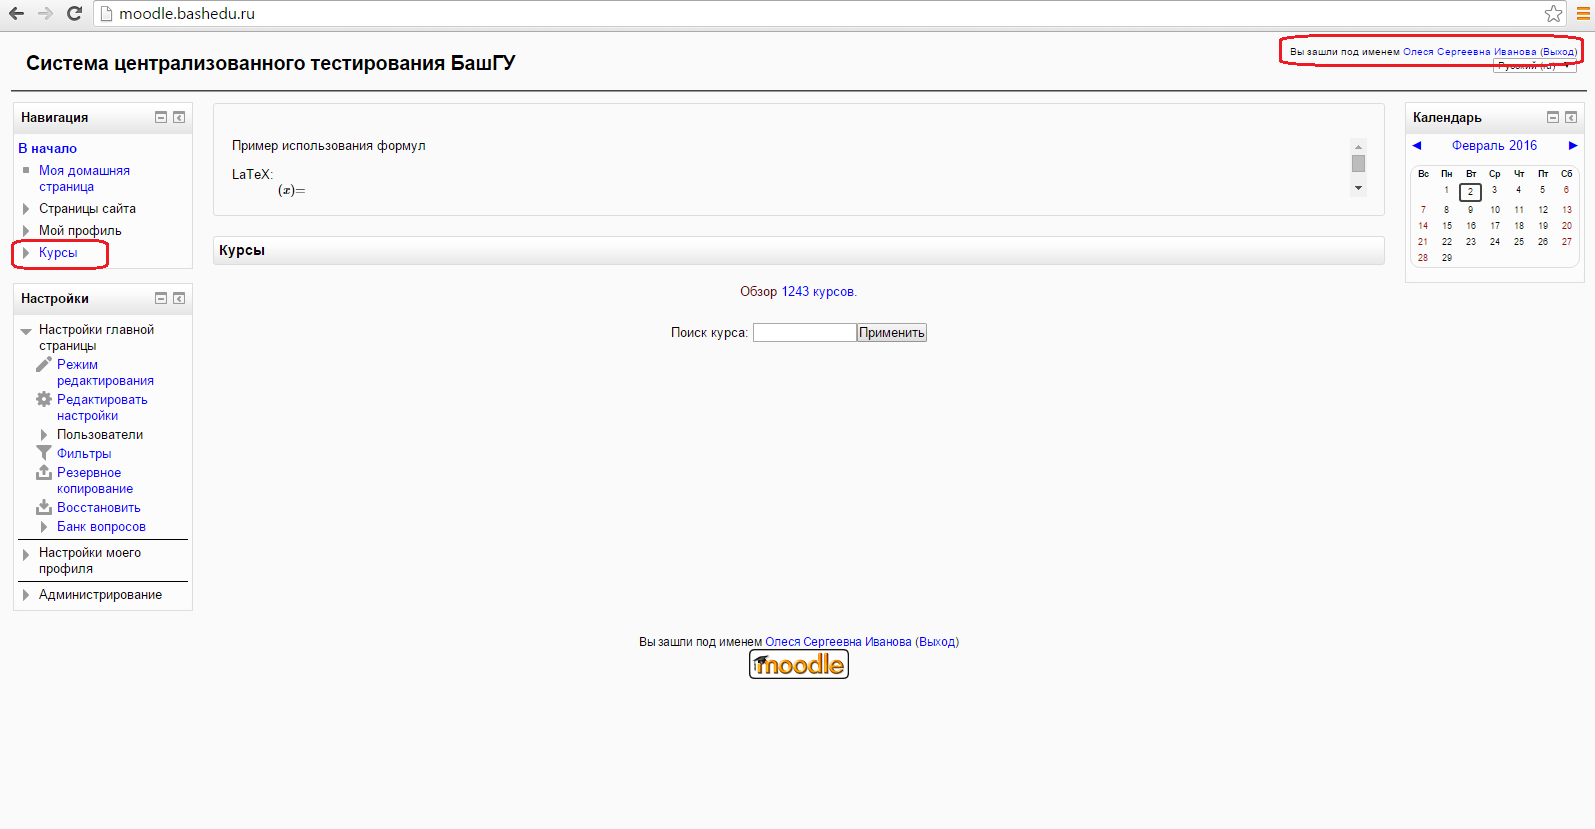 moodle.bashedu.ru
Система централизованного тестирования БашГУ
Вы зашли под именем Олеся Сергеевна Иванова (Выход)
Русский (ru)
Навигация
В начало
Моя домашняя
страница
Страницы сайта
Мой профиль
Курсы
Настройки
Настройки главной
страницы
Режим
редактирования
Редактировать
настройки
Пользователи
Фильтры
Резервное
копирование
Восстановить
Банк вопросов
Настройки моего
профиля
Администрирование
Пример использования формул
LaTeX:
(x)=
Курсы
Обзор 1243 курсов.
Поиск курса: Применить
Календарь
Февраль 2016
Вс Пн Вт Ср Чт Пт Сб
1 2 3 4 5 6
7 8 9 10 11 12 13
14 15 16 17 18 19 20
21 22 23 24 25 26 27
28 29
Вы зашли под именем Олеся Сергеевна Иванова (Выход)
moodle